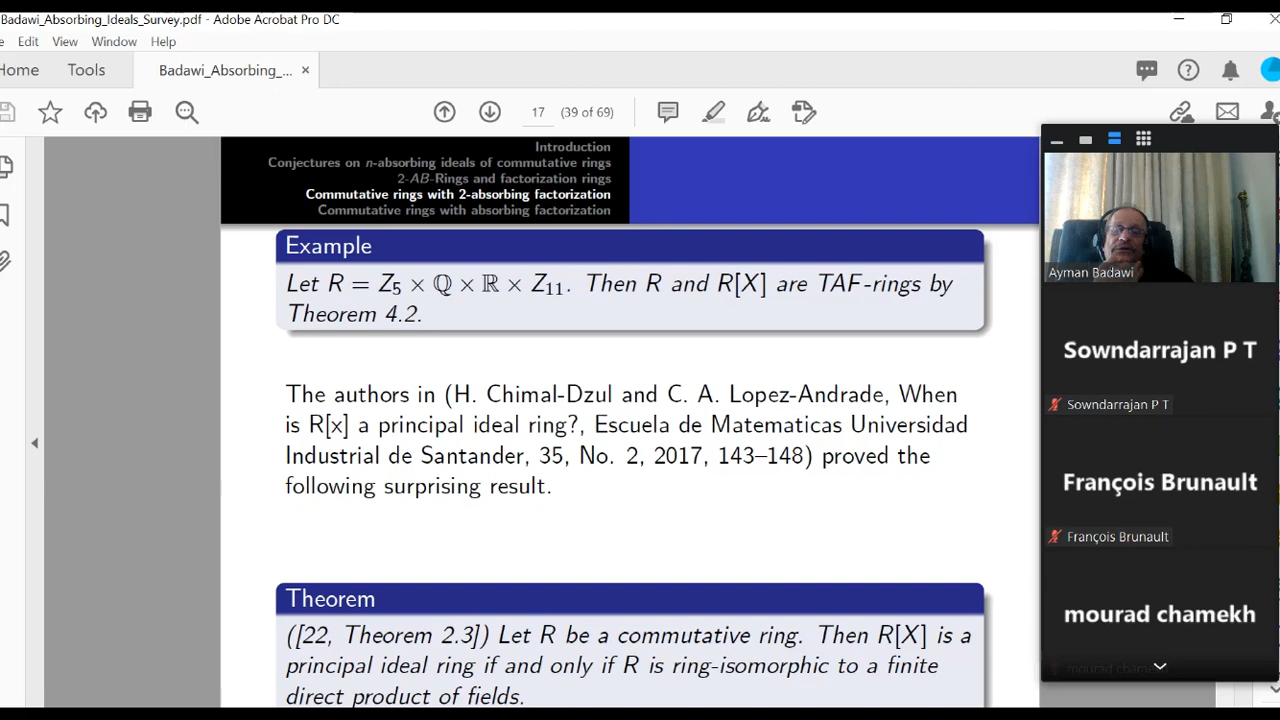 Badawi_Absorbing_Ideals_Survey.pdf - Adobe Acrobat Pro DC
Edit View Window Help
Home Tools Badawi_Absorbing_... ×
17 (39 of 69)
Introduction
Conjectures on n-absorbing ideals of commutative rings
2-AB-Rings and factorization rings
Commutative rings with 2-absorbing factorization
Commutative rings with absorbing factorization
Example
Let R = Z₅ × ℚ × ℝ × Z₁₁. Then R and R[X] are TAF-rings by
Theorem 4.2.
The authors in (H. Chimal-Dzul and C. A. Lopez-Andrade, When
is R[x] a principal ideal ring?, Escuela de Matematicas Universidad
Industrial de Santander, 35, No. 2, 2017, 143–148) proved the
following surprising result.
Theorem
([22, Theorem 2.3]) Let R be a commutative ring. Then R[X] is a
principal ideal ring if and only if R is ring-isomorphic to a finite
direct product of fields.
Ayman Badawi
Sowndarrajan P T
Sowndarrajan P T
François Brunault
François Brunault
mourad chamekh